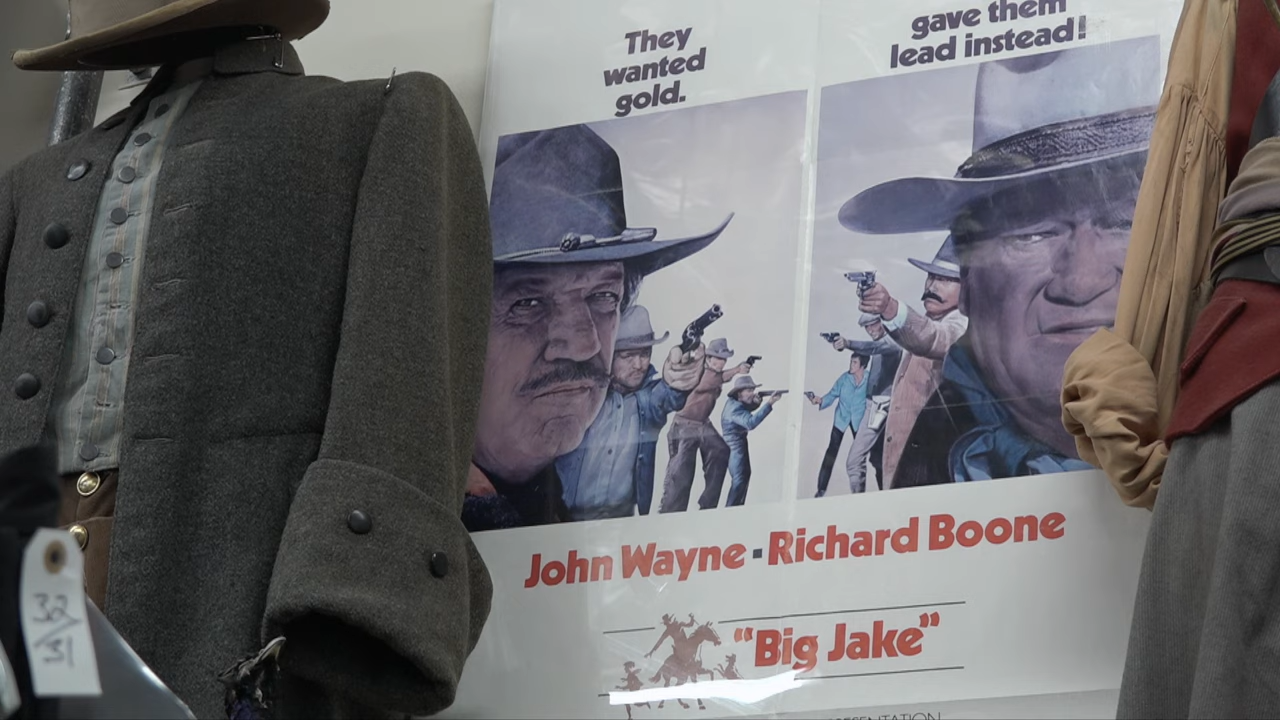 They
wanted
gold.
gave them
lead instead!
John Wayne · Richard Boone
"Big Jake"